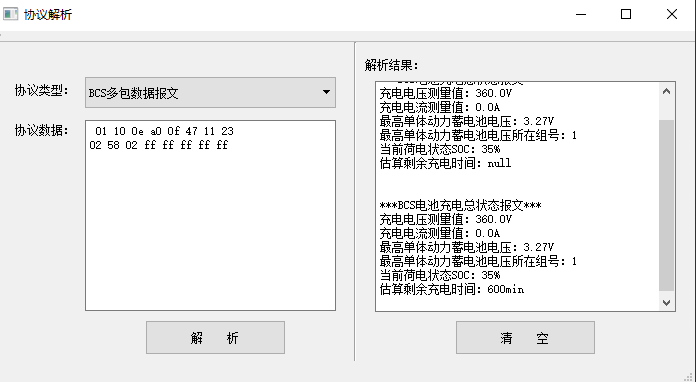 协议解析
协议类型：
BCS多包数据报文
协议数据：
01 10 0e a0 0f 47 11 23
02 58 02 ff ff ff ff ff
解 析
解析结果：
充电电压测量值：360.0V
充电电流测量值：0.0A
最高单体动力蓄电池电压：3.27V
最高单体动力蓄电池电压所在组号：1
当前荷电状态SOC：35%
估算剩余充电时间：null
***BCS电池充电总状态报文***
充电电压测量值：360.0V
充电电流测量值：0.0A
最高单体动力蓄电池电压：3.27V
最高单体动力蓄电池电压所在组号：1
当前荷电状态SOC：35%
估算剩余充电时间：600min
清 空